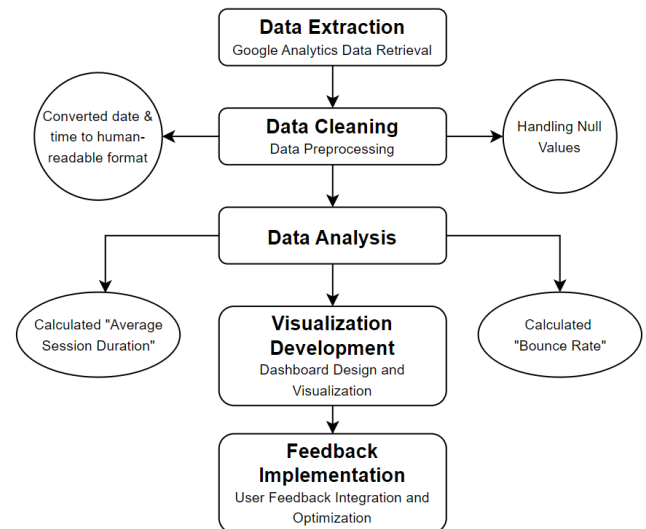 Data Extraction
Google Analytics Data Retrieval
Converted date &
time to human-
readable format
Data Cleaning
Data Preprocessing
Handling Null
Values
Data Analysis
Calculated "Average
Session Duration"
Visualization
Development
Dashboard Design and
Visualization
Calculated
"Bounce Rate"
Feedback
Implementation
User Feedback Integration and
Optimization